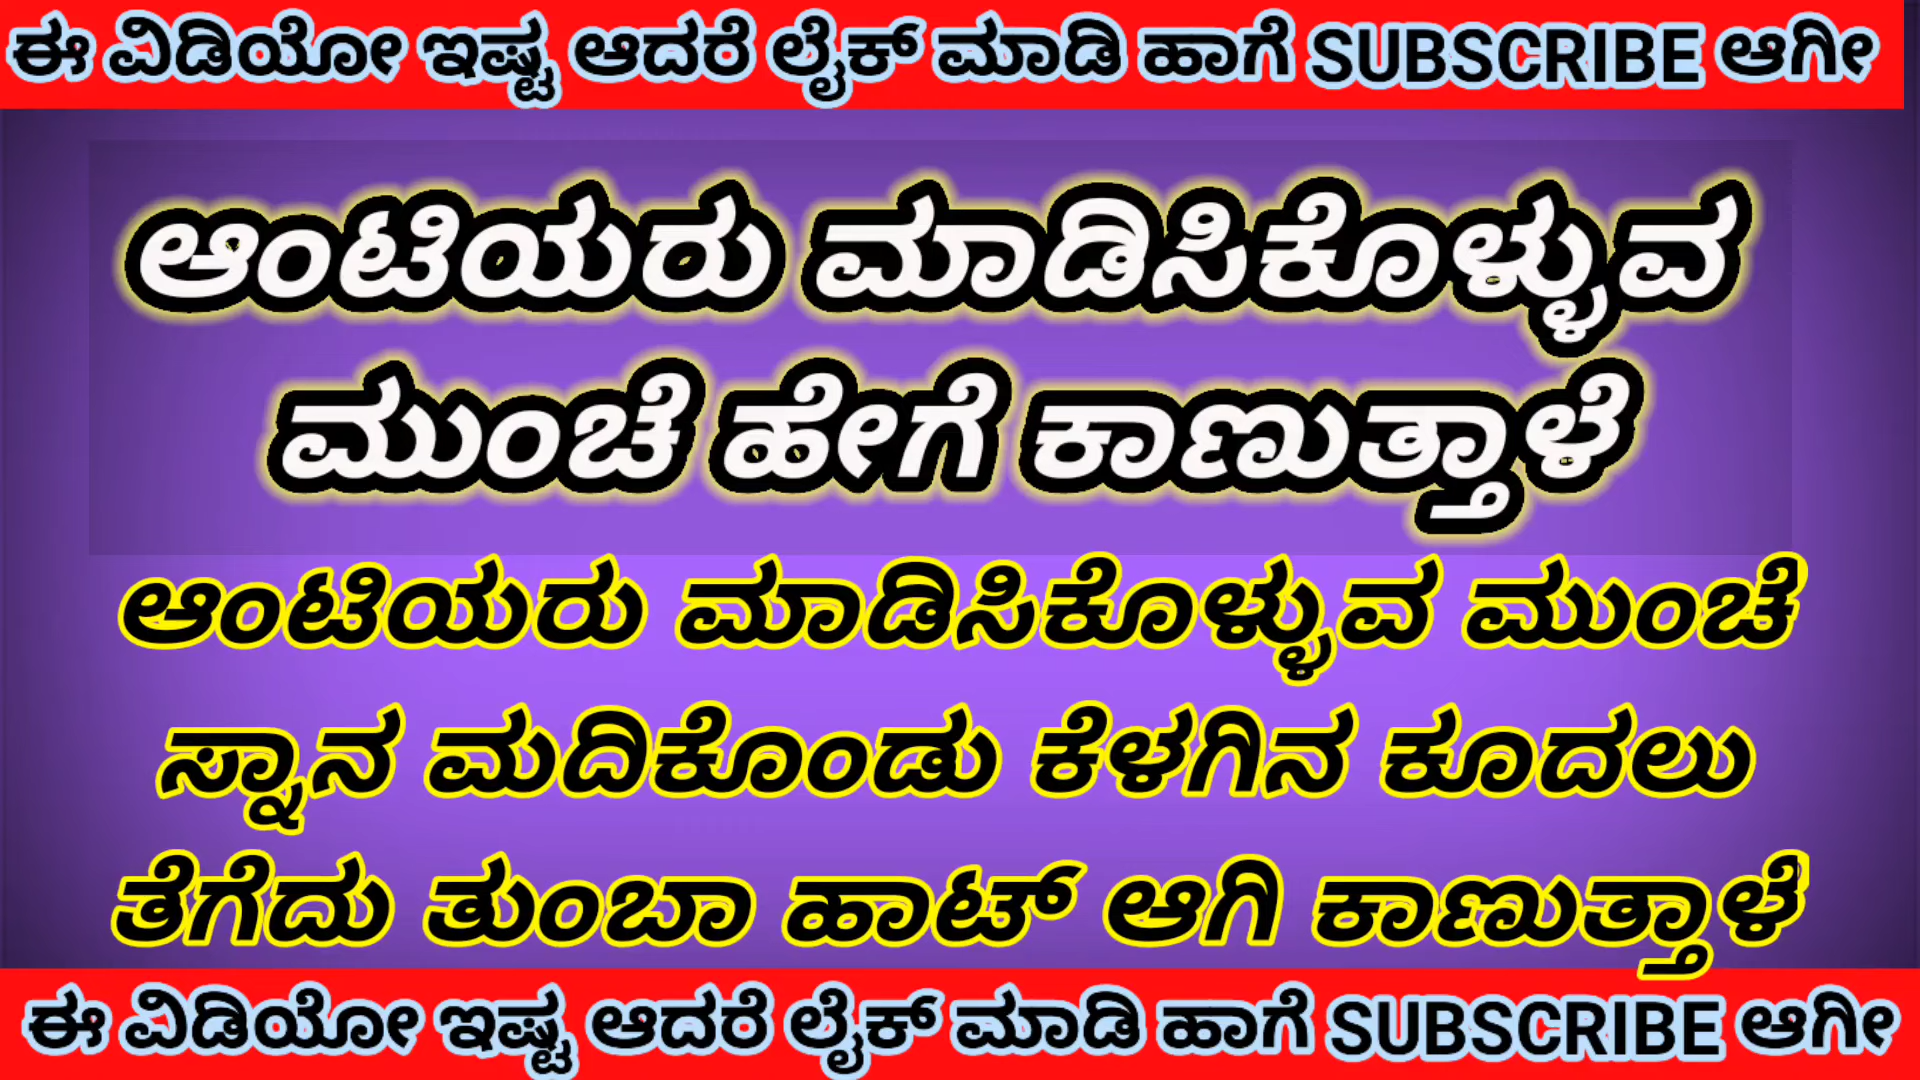 ಈ ವಿಡಿಯೋ ಇಷ್ಟ ಆದರೆ ಲೈಕ್ ಮಾಡಿ ಹಾಗೆ SUBSCRIBE ಆಗೀ
ಆಂಟಿಯರು ಮಾಡಿಸಿಕೊಳ್ಳುವ
ಮುಂಚೆ ಹೇಗೆ ಕಾಣುತ್ತಾಳೆ
ಆಂಟಿಯರು ಮಾಡಿಸಿಕೊಳ್ಳುವ ಮುಂಚೆ
ಸ್ನಾನ ಮದಿಕೊಂಡು ಕೆಳಗಿನ ಕೂದಲು
ತೆಗೆದು ತುಂಬಾ ಹಾಟ್ ಆಗಿ ಕಾಣುತ್ತಾಳೆ
ಈ ವಿಡಿಯೋ ಇಷ್ಟ ಆದರೆ ಲೈಕ್ ಮಾಡಿ ಹಾಗೆ SUBSCRIBE ಆಗೀ